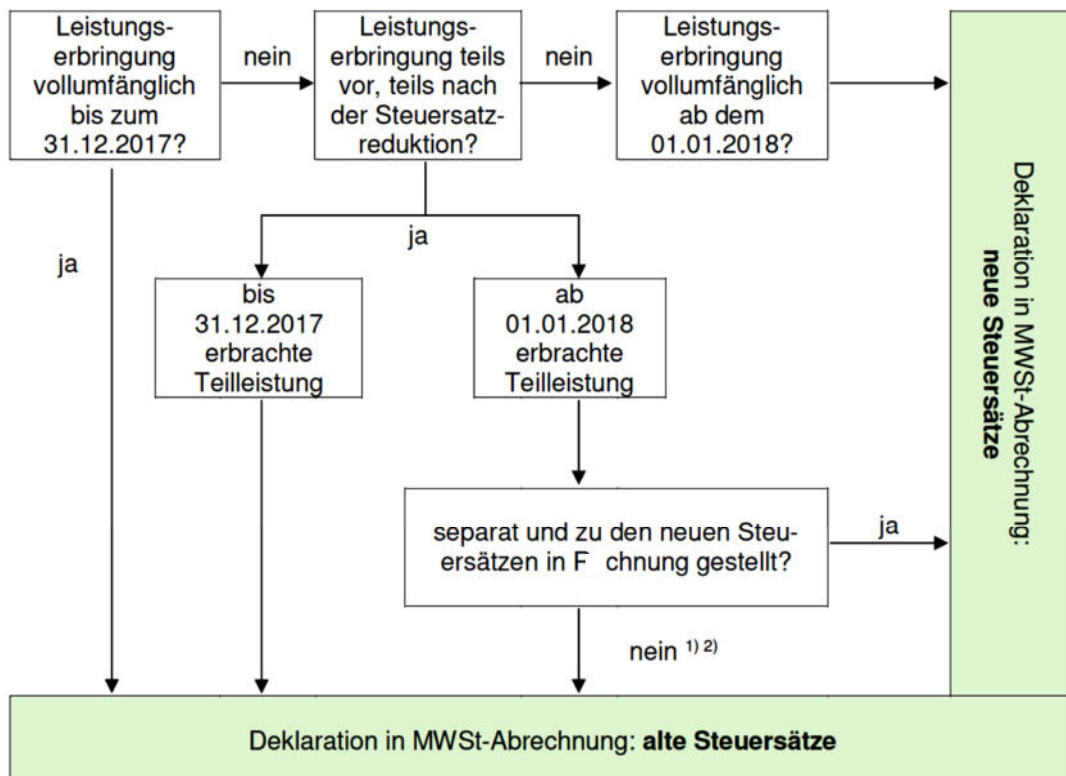 Leistungs-
erbringung
vollumfänglich
bis zum
31.12.2017?
nein
Leistungs-
erbringung teils
vor, teils nach
der Steuersatz-
reduktion?
nein
Leistungs-
erbringung
vollumfänglich
ab dem
01.01.2018?
ja
ja
bis
31.12.2017
erbrachte
Teilleistung
ab
01.01.2018
erbrachte
Teilleistung
separat und zu den neuen Steu-
ersätzen in gestellt?
ja
nein 1) 2)
Deklaration in MWSt-Abrechnung:
neue Steuersätze
Deklaration in MWSt-Abrechnung: alte Steuersätze